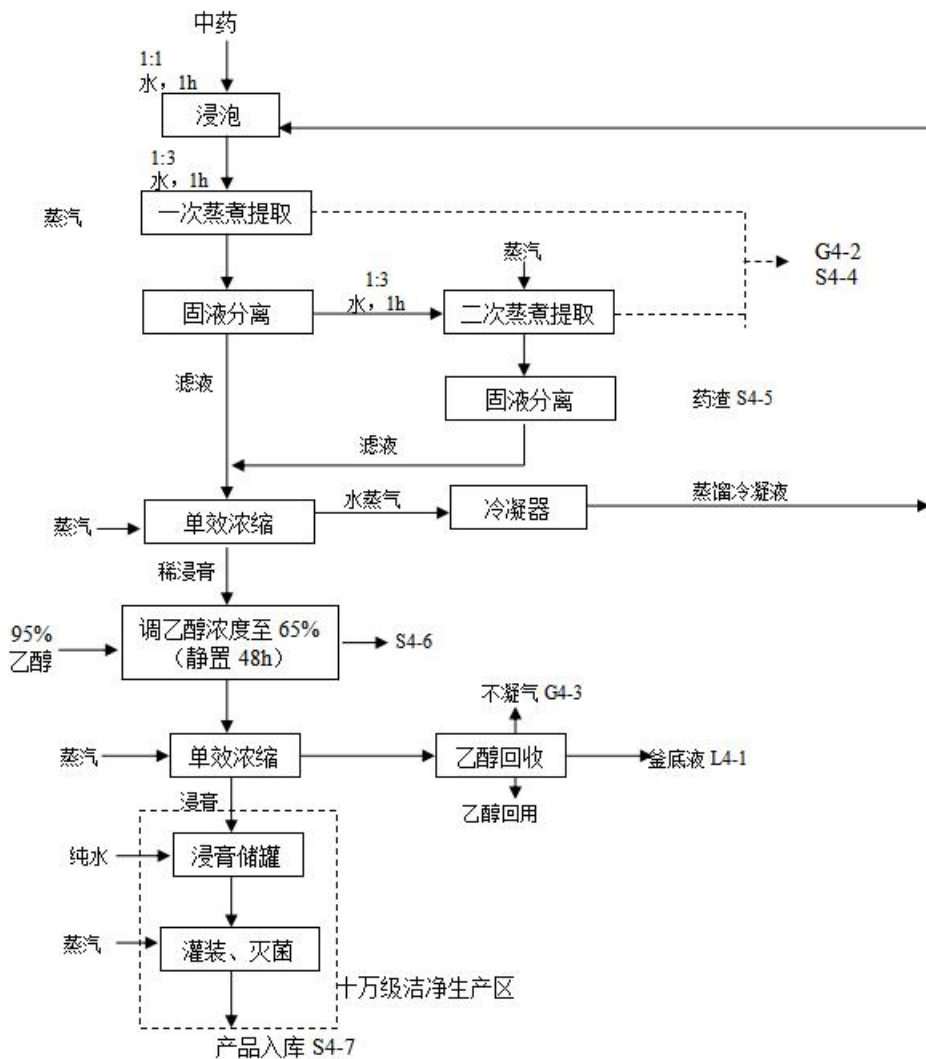 中药
1:1
水，1h
浸泡
1:3
水，1h
蒸汽
一次蒸煮提取
蒸汽
G4-2
S4-4
固液分离
1:3
水，1h
二次蒸煮提取
滤液
固液分离
药渣 S4-5
滤液
蒸汽
单效浓缩
水蒸气
冷凝器
蒸馏冷凝液
稀浸膏
95%
乙醇
调乙醇浓度至 65%
（静置 48h）
S4-6
不凝气 G4-3
蒸汽
单效浓缩
乙醇回收
釜底液 L4-1
浸膏
乙醇回用
纯水
浸膏储罐
蒸汽
灌装、灭菌
十万级洁净生产区
产品入库 S4-7